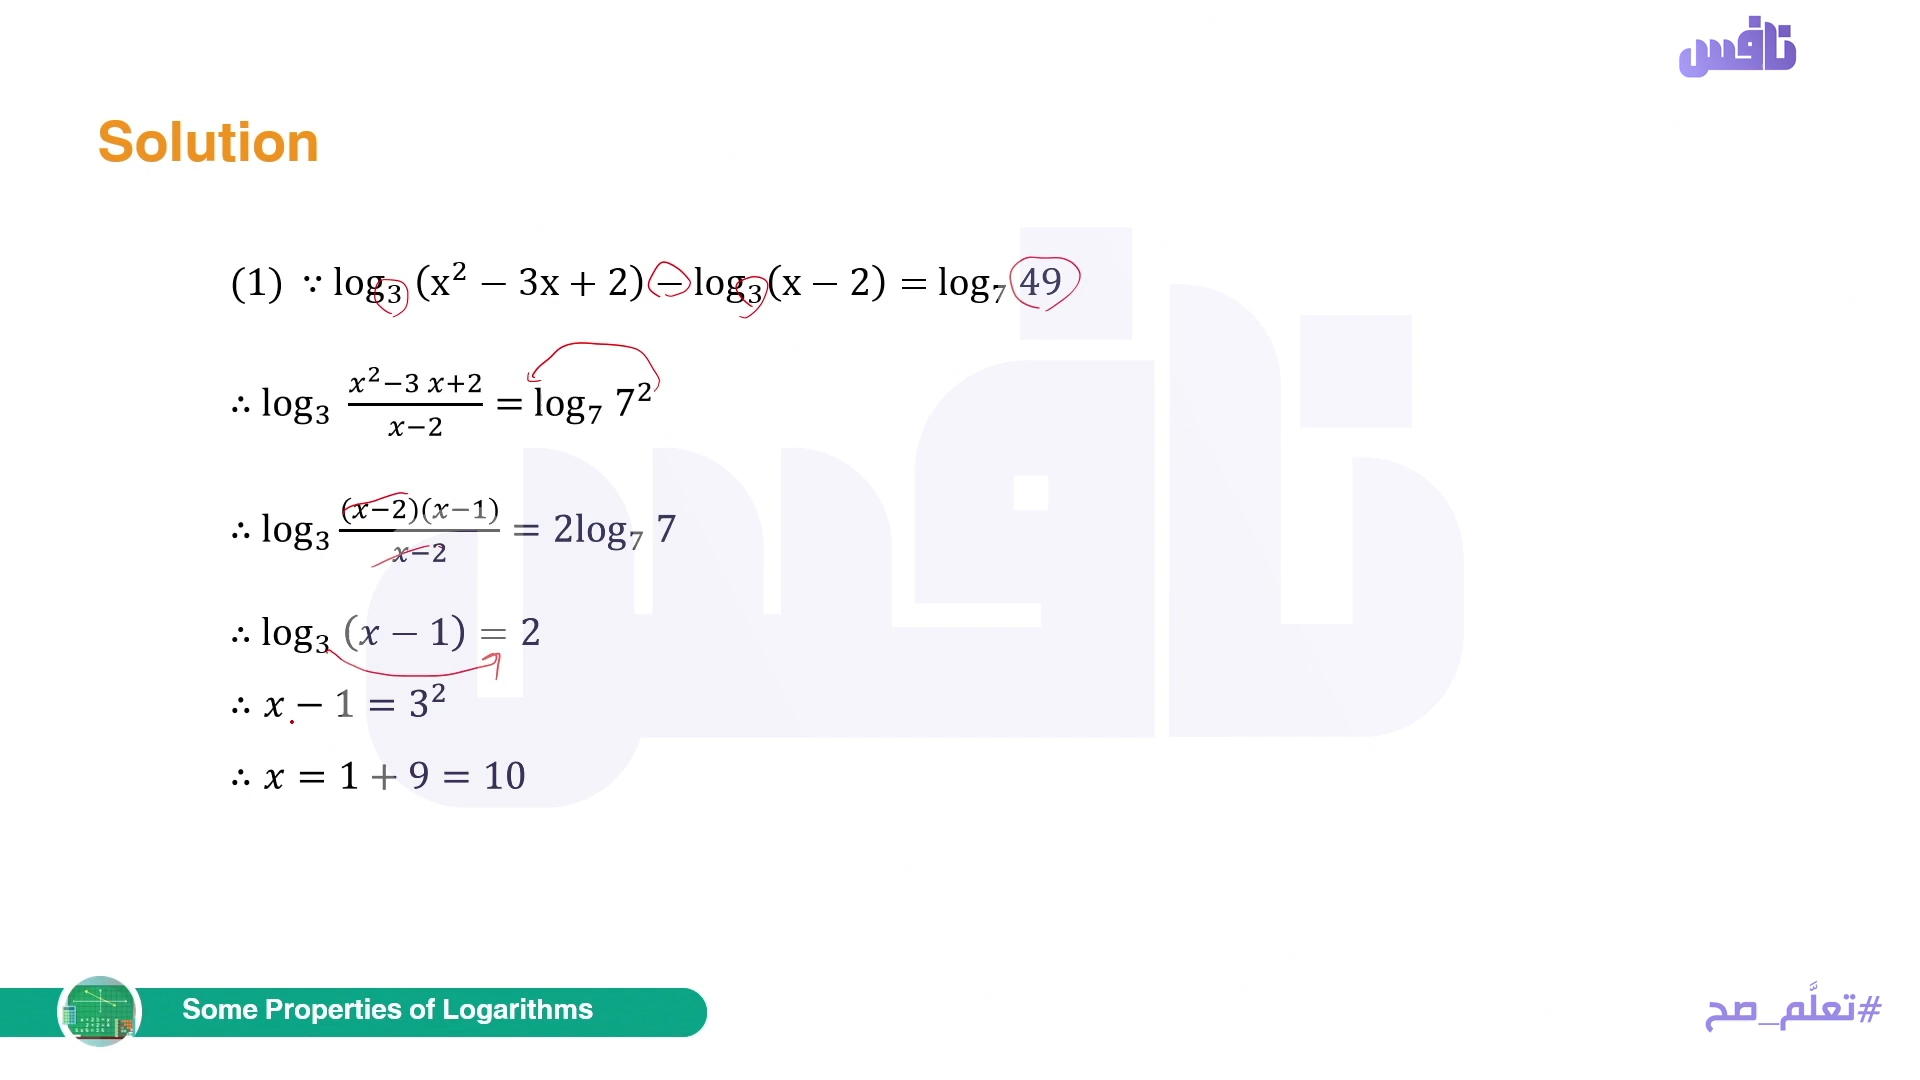 نافس
Solution
(1) ∵ log₃ (x² − 3x + 2) − log₃ (x − 2) = log₇ 49
∴ log₃ (x²−3 x+2)/(x−2) = log₇ 7²
∴ log₃ ((x−2)(x−1))/(x−2) = 2log₇ 7
∴ log₃ (x − 1) = 2
∴ x − 1 = 3²
∴ x = 1 + 9 = 10
Some Properties of Logarithms
#تعلَّم_صح